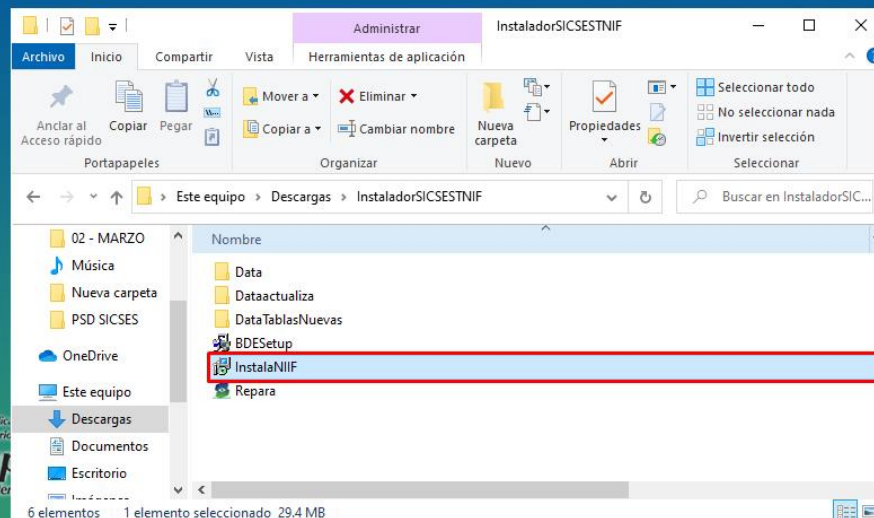 Administrar InstaladorSICSESTNIF
Archivo Inicio Compartir Vista Herramientas de aplicación
Anclar al Acceso rápido
Copiar
Pegar
Portapapeles
Mover a
Copiar a
Eliminar
Cambiar nombre
Organizar
Nueva carpeta
Nuevo
Propiedades
Abrir
Seleccionar todo
No seleccionar nada
Invertir selección
Seleccionar
Este equipo Descargas InstaladorSICSESTNIF
Buscar en InstaladorSIC...
02 - MARZO
Música
Nueva carpeta
PSD SICSES
OneDrive
Este equipo
Descargas
Documentos
Escritorio
Nombre
Data
Dataactualiza
DataTablasNuevas
BDESetup
InstalaNIIF
Repara
6 elementos 1 elemento seleccionado 29.4 MB